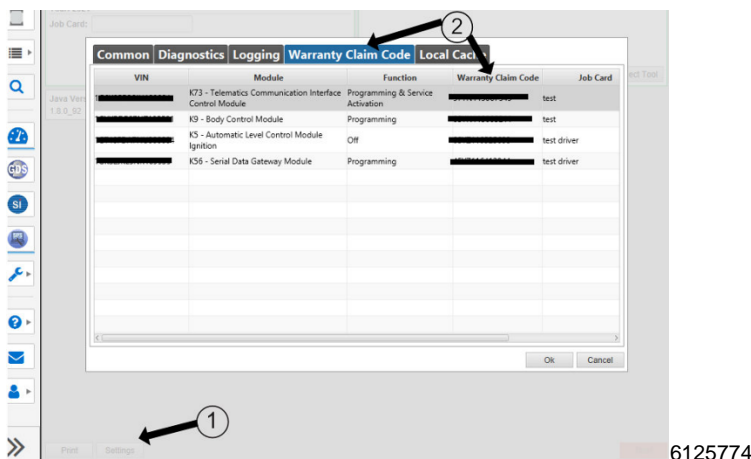 Job Card:
2
Common Diagnostics Logging Warranty Claim Code Local Cache
VIN Module Function Warranty Claim Code Job Card
ect Tool
K73 - Telematics Communication Interface Control Module Programming & Service Activation test
Java Vers
1.8.0_92
K9 - Body Control Module Programming test
K5 - Automatic Level Control Module Ignition Off test driver
GDS
K56 - Serial Data Gateway Module Programming test driver
SI
Ok Cancel
1
Print Settings
6125774